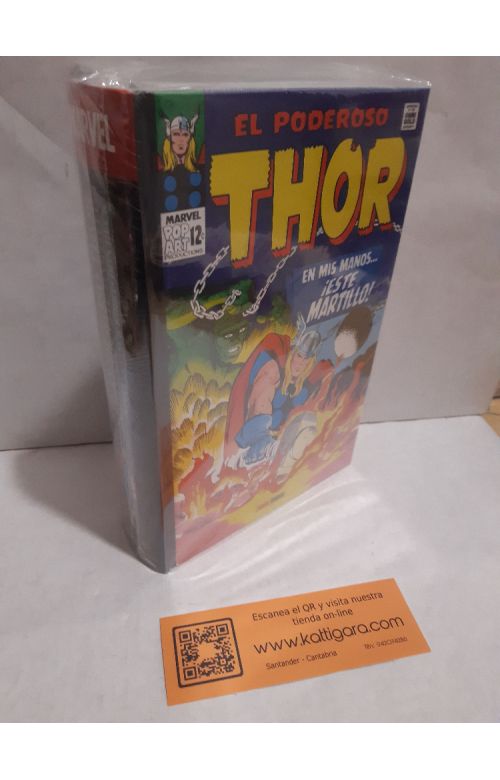 MARVEL
EL PODEROSO
THOR
MARVEL
POP
ART 12¢
PRODUCTIONS
EN MIS MANOS...
¡ESTE
MARTILLO!
Escanea el QR y visita nuestra
tienda on-line
www.kattigara.com
Santander - Cantabria